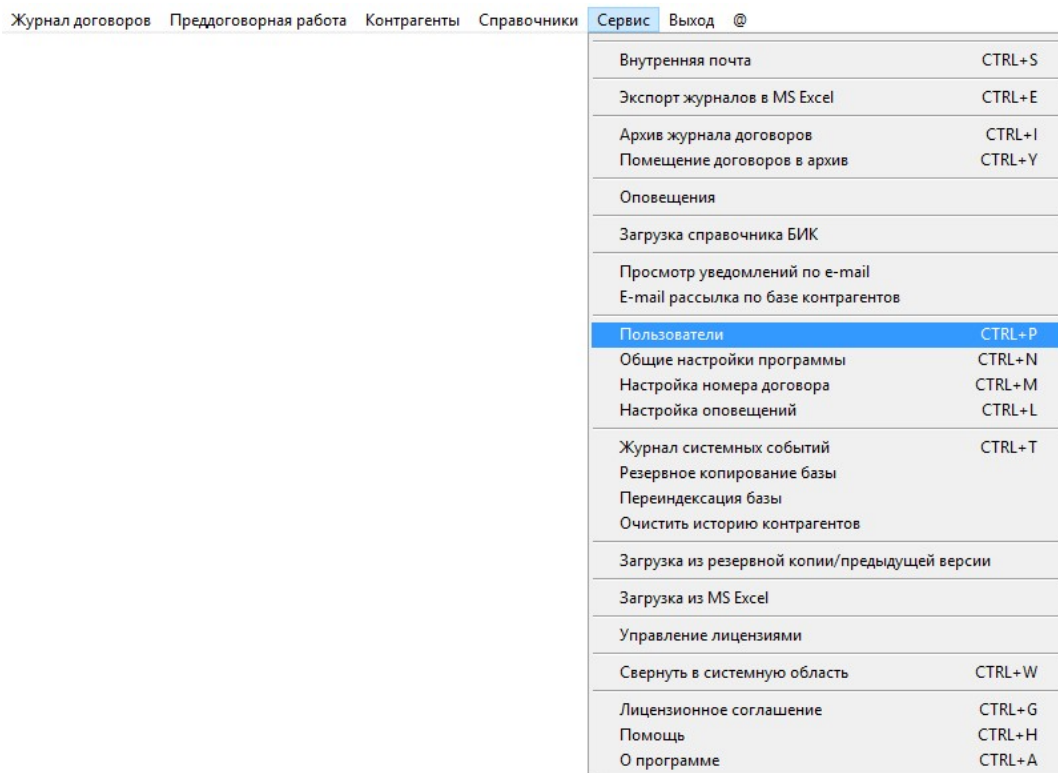 Журнал договоров Преддоговорная работа Контрагенты Справочники Сервис Выход @
Внутренняя почта CTRL+S
Экспорт журналов в MS Excel CTRL+E
Архив журнала договоров CTRL+I
Помещение договоров в архив CTRL+Y
Оповещения
Загрузка справочника БИК
Просмотр уведомлений по e-mail
E-mail рассылка по базе контрагентов
Пользователи CTRL+P
Общие настройки программы CTRL+N
Настройка номера договора CTRL+M
Настройка оповещений CTRL+L
Журнал системных событий CTRL+T
Резервное копирование базы
Переиндексация базы
Очистить историю контрагентов
Загрузка из резервной копии/предыдущей версии
Загрузка из MS Excel
Управление лицензиями
Свернуть в системную область CTRL+W
Лицензионное соглашение CTRL+G
Помощь CTRL+H
О программе CTRL+A